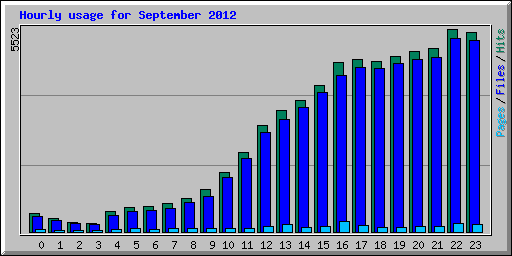 Hourly usage for September 2012
5523
Pages / Files / Hits
0 1 2 3 4 5 6 7 8 9 10 11 12 13 14 15 16 17 18 19 20 21 22 23